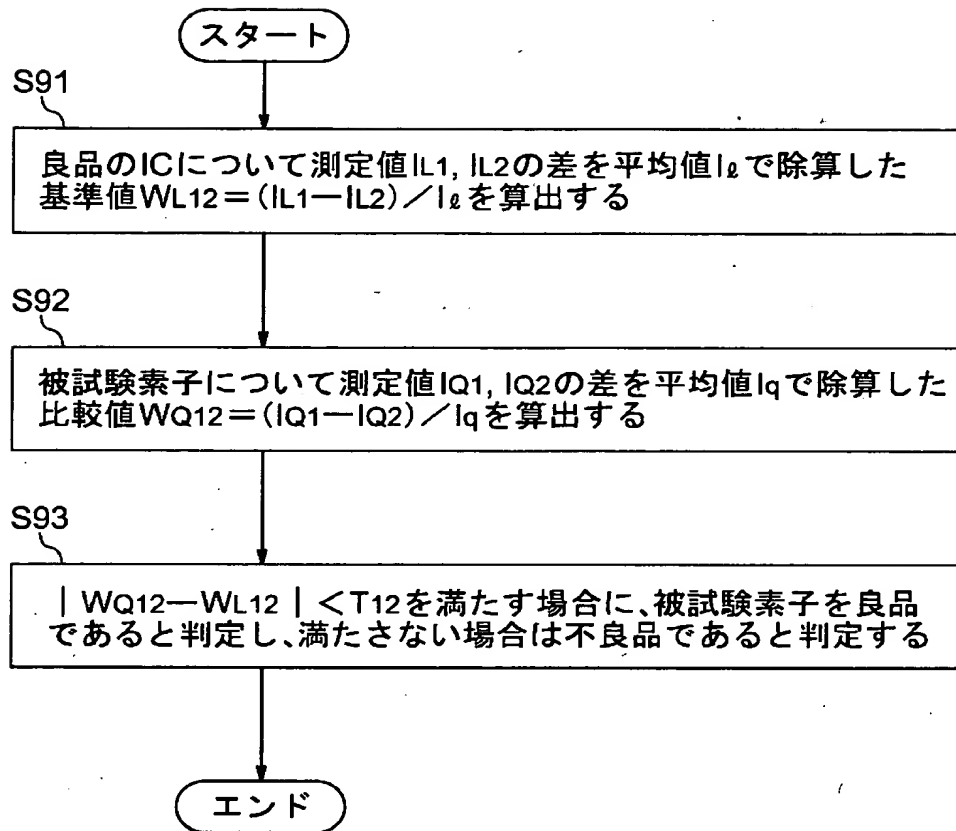 スタート
S91
良品のICについて測定値IL1, IL2の差を平均値Iℓで除算した
基準値WL12＝(IL1—IL2)／Iℓを算出する
S92
被試験素子について測定値IQ1, IQ2の差を平均値Iqで除算した
比較値WQ12＝(IQ1—IQ2)／Iqを算出する
S93
｜WQ12—WL12｜＜T12を満たす場合に、被試験素子を良品
であると判定し、満たさない場合は不良品であると判定する
エンド